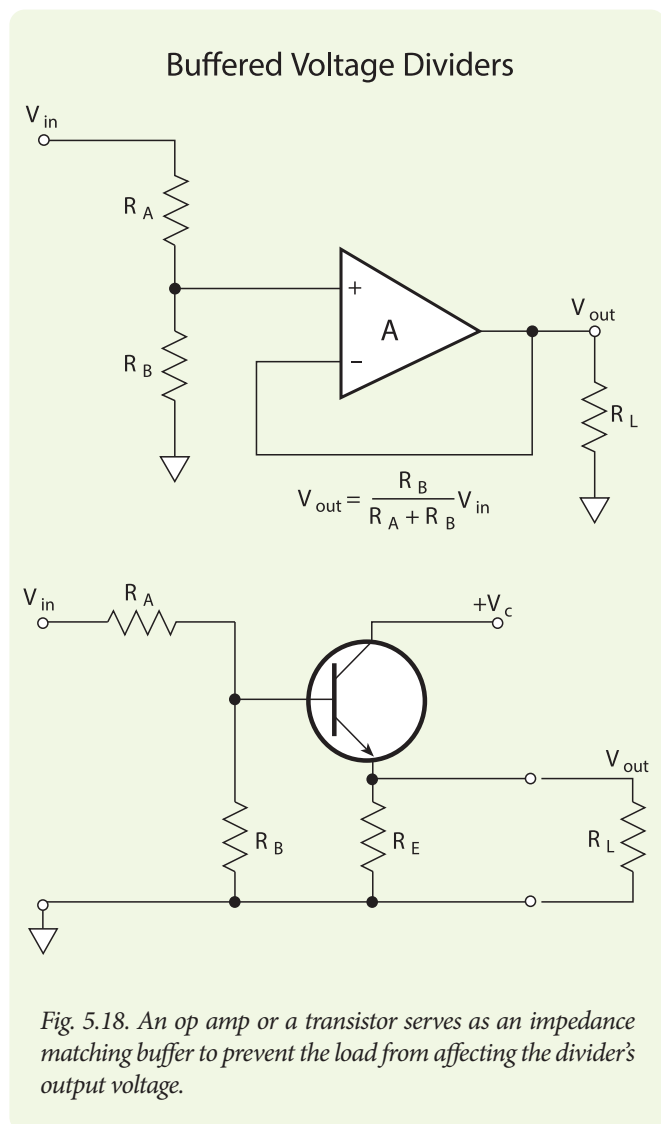 Buffered Voltage Dividers
V in
R A
+
A
V out
R B
−
R L
V out = R B / R A + R B V in
V in
R A
+V c
V out
R B
R E
R L
Fig. 5.18. An op amp or a transistor serves as an impedance
matching buffer to prevent the load from affecting the divider's
output voltage.